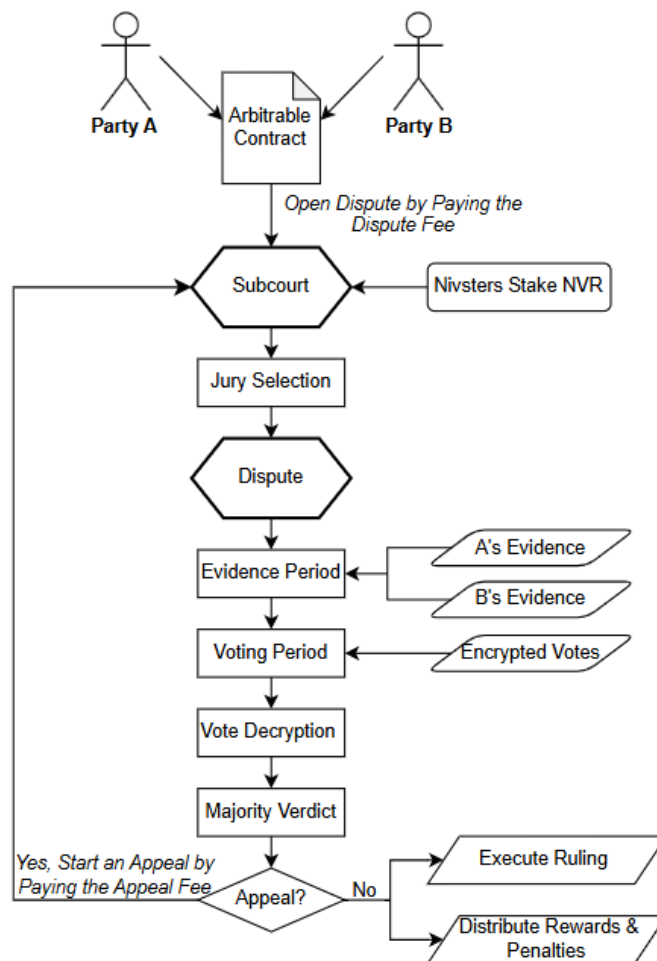 Party A
Party B
Arbitrable
Contract
Open Dispute by Paying the
Dispute Fee
Subcourt
Nivsters Stake NVR
Jury Selection
Dispute
Evidence Period
A's Evidence
B's Evidence
Voting Period
Encrypted Votes
Vote Decryption
Majority Verdict
Yes, Start an Appeal by
Paying the Appeal Fee
Appeal?
No
Execute Ruling
Distribute Rewards &
Penalties